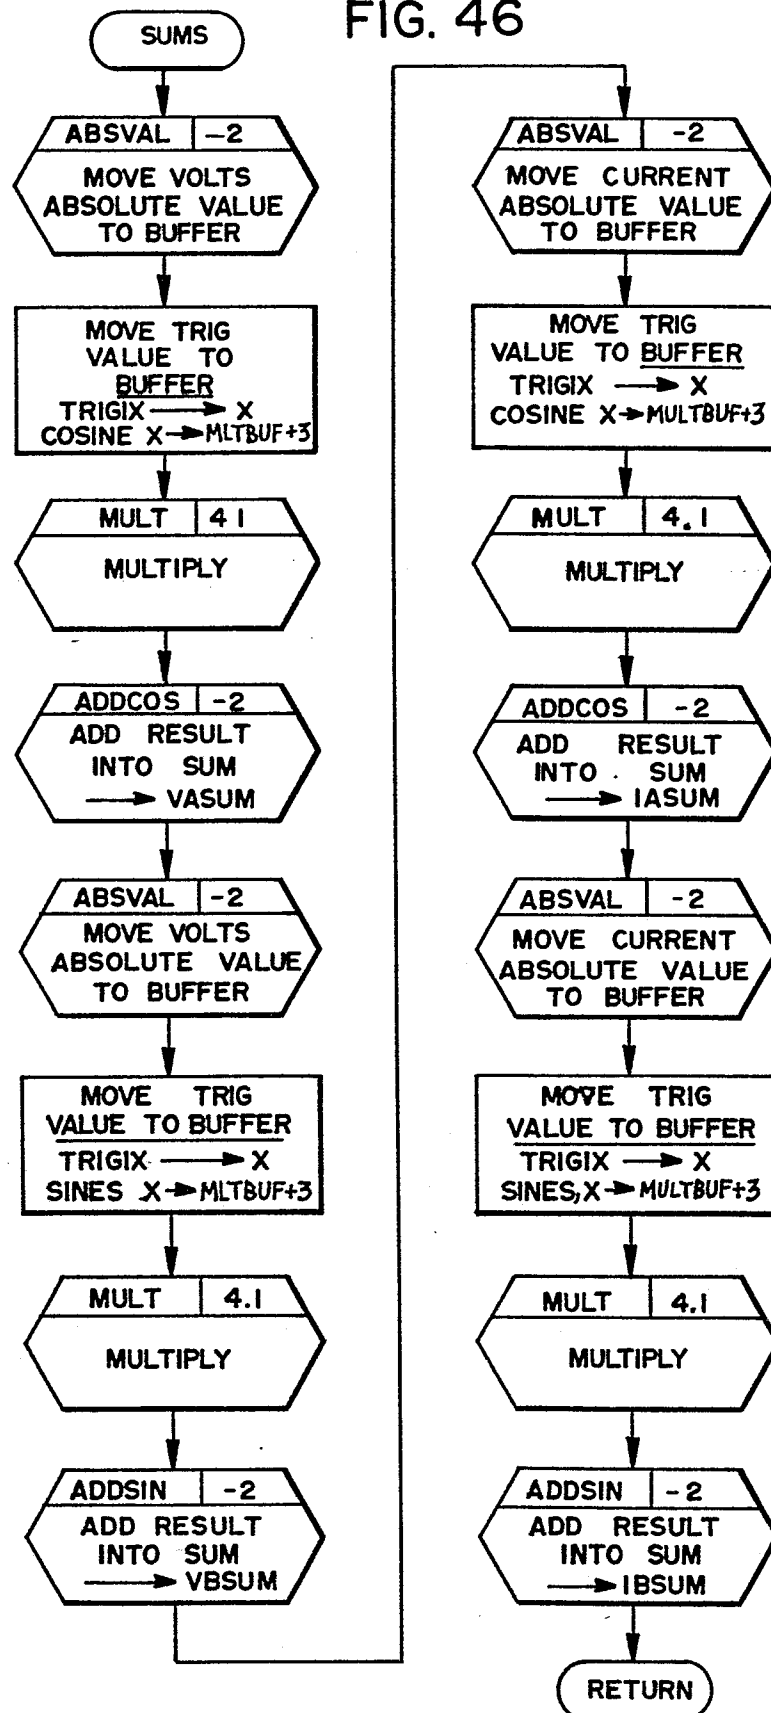 FIG. 46
SUMS
ABSVAL -2
MOVE VOLTS
ABSOLUTE VALUE
TO BUFFER
MOVE TRIG
VALUE TO
BUFFER
TRIGIX → X
COSINE X → MLTBUF+3
MULT 4 1
MULTIPLY
ADDCOS -2
ADD RESULT
INTO SUM
→ VASUM
ABSVAL -2
MOVE VOLTS
ABSOLUTE VALUE
TO BUFFER
MOVE TRIG
VALUE TO BUFFER
TRIGIX → X
SINES X → MLTBUF+3
MULT 4.1
MULTIPLY
ADDSIN -2
ADD RESULT
INTO SUM
→ VBSUM
ABSVAL -2
MOVE CURRENT
ABSOLUTE VALUE
TO BUFFER
MOVE TRIG
VALUE TO BUFFER
TRIGIX → X
COSINE X → MULTBUF+3
MULT 4.1
MULTIPLY
ADDCOS -2
ADD RESULT
INTO SUM
→ IASUM
ABSVAL -2
MOVE CURRENT
ABSOLUTE VALUE
TO BUFFER
MOVE TRIG
VALUE TO BUFFER
TRIGIX → X
SINES,X → MULTBUF+3
MULT 4.1
MULTIPLY
ADDSIN -2
ADD RESULT
INTO SUM
→ IBSUM
RETURN